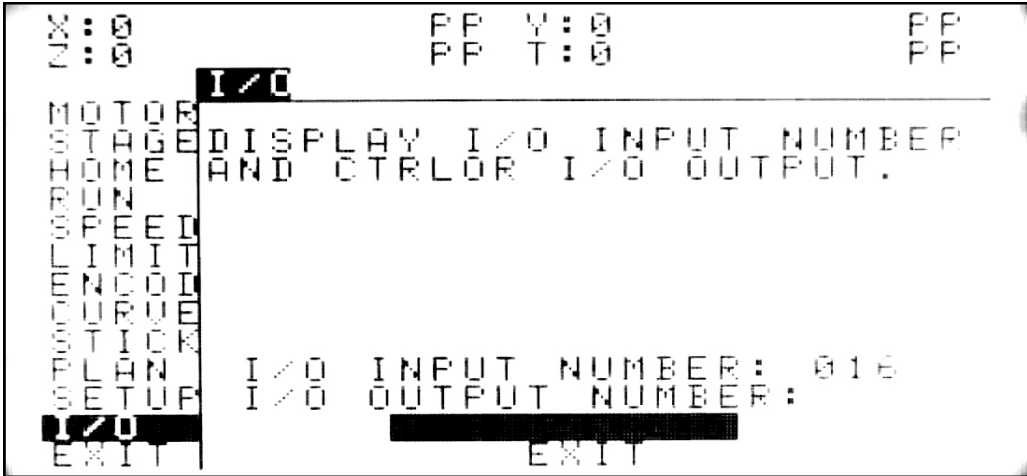 X:0 PP Y:0 PP
Z:0 PP T:0 PP
I/O
MOTOR
STAGE
HOME
RUN
SPEED
LIMIT
ENCOD
CURVE
STICK
PLAN
SETUP
I/O
EXIT
DISPLAY I/O INPUT NUMBER
AND CTRLOR I/O OUTPUT.
I/O INPUT NUMBER: 016
I/O OUTPUT NUMBER:
EXIT